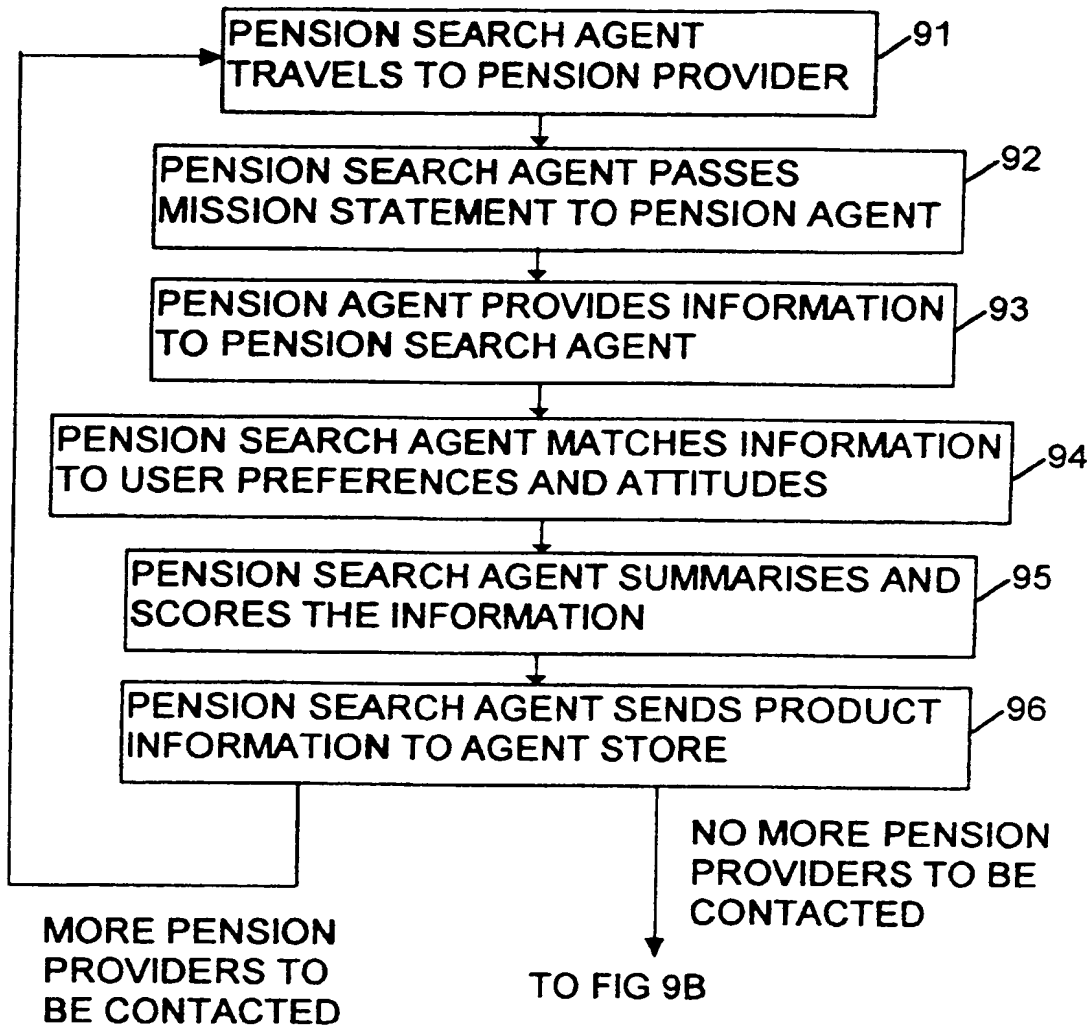 PENSION SEARCH AGENT
TRAVELS TO PENSION PROVIDER
91
PENSION SEARCH AGENT PASSES
MISSION STATEMENT TO PENSION AGENT
92
PENSION AGENT PROVIDES INFORMATION
TO PENSION SEARCH AGENT
93
PENSION SEARCH AGENT MATCHES INFORMATION
TO USER PREFERENCES AND ATTITUDES
94
PENSION SEARCH AGENT SUMMARISES AND
SCORES THE INFORMATION
95
PENSION SEARCH AGENT SENDS PRODUCT
INFORMATION TO AGENT STORE
96
NO MORE PENSION
PROVIDERS TO BE
CONTACTED
MORE PENSION
PROVIDERS TO
BE CONTACTED
TO FIG 9B